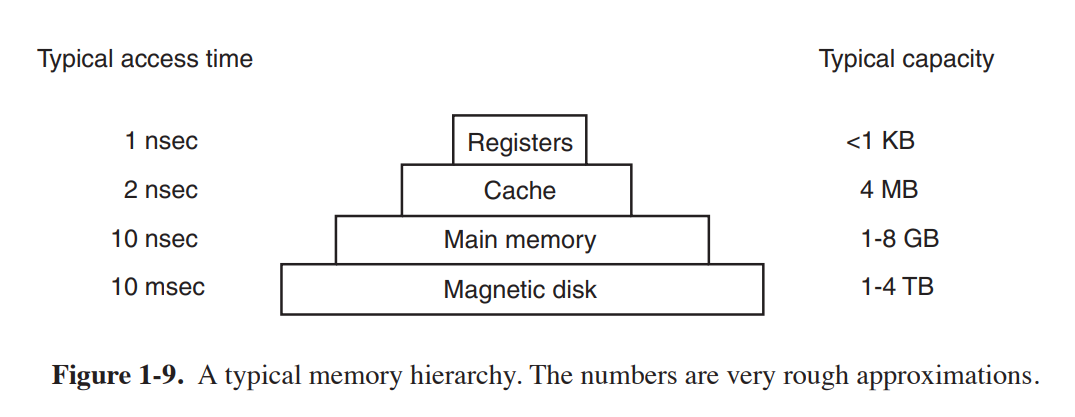 Typical access time Typical capacity
1 nsec Registers <1 KB
2 nsec Cache 4 MB
10 nsec Main memory 1-8 GB
10 msec Magnetic disk 1-4 TB
Figure 1-9. A typical memory hierarchy. The numbers are very rough approximations.